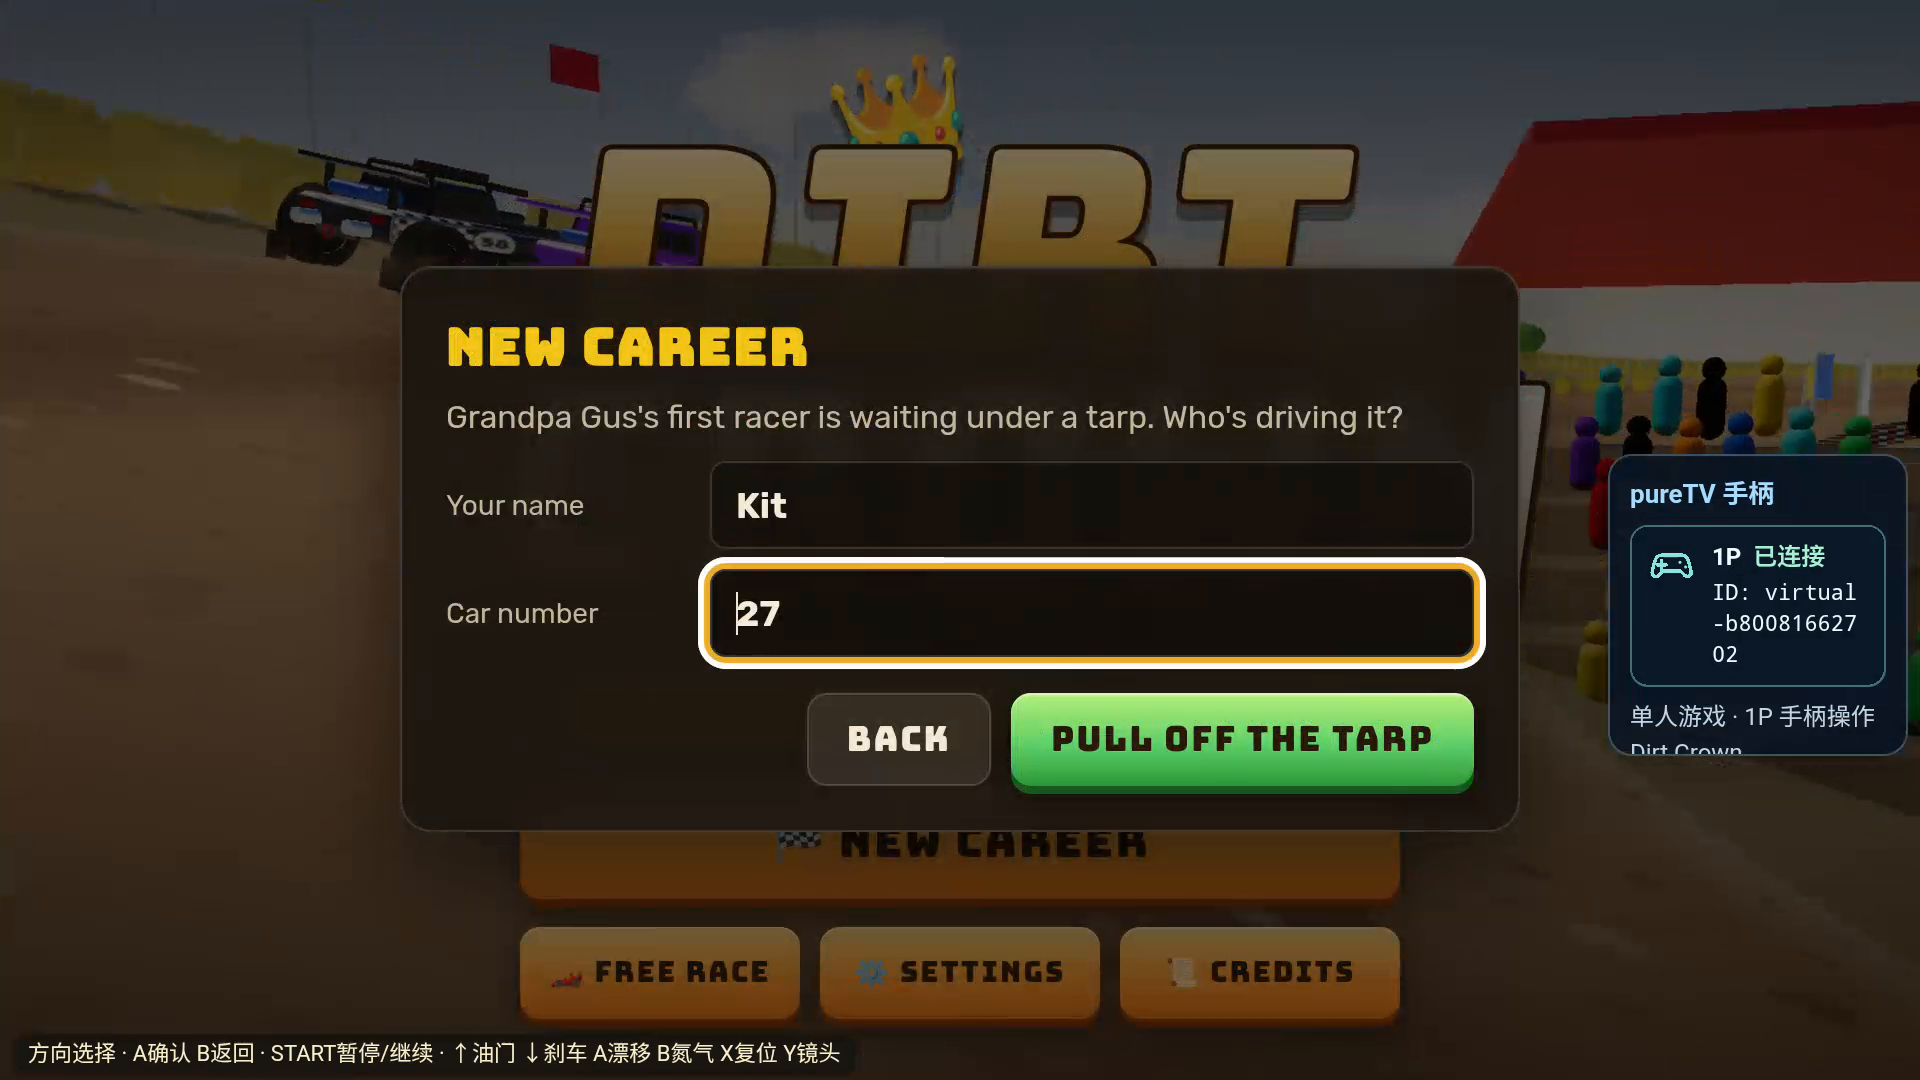 DIRT
NEW CAREER
Grandpa Gus's first racer is waiting under a tarp. Who's driving it?
Your name
Kit
Car number
27
BACK
PULL OFF THE TARP
NEW CAREER
FREE RACE
SETTINGS
CREDITS
pureTV 手柄
1P 已连接
ID: virtual
-b800816627
02
单人游戏 · 1P 手柄操作
Dirt Crown
方向选择 · A确认 B返回 · START暂停/继续 · ↑油门 ↓刹车 A漂移 B氮气 X复位 Y镜头